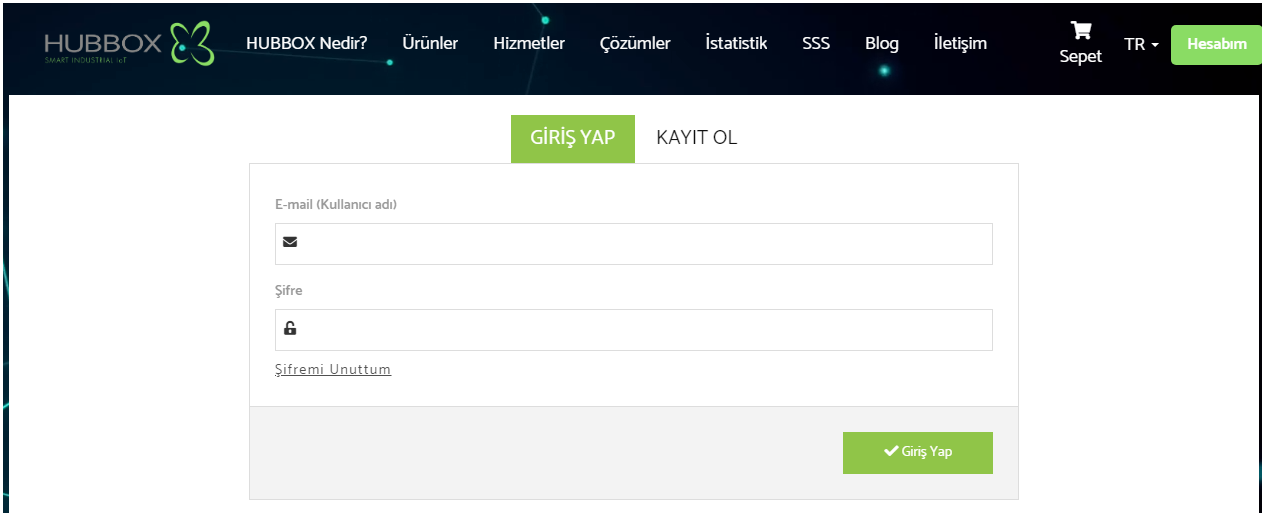 HUBBOX
SMART INDUSTRIAL IoT
HUBBOX Nedir? Ürünler Hizmetler Çözümler İstatistik SSS Blog İletişim
Sepet
TR
Hesabım
GİRİŞ YAP KAYIT OL
E-mail (Kullanıcı adı)
Şifre
Şifremi Unuttum
Giriş Yap